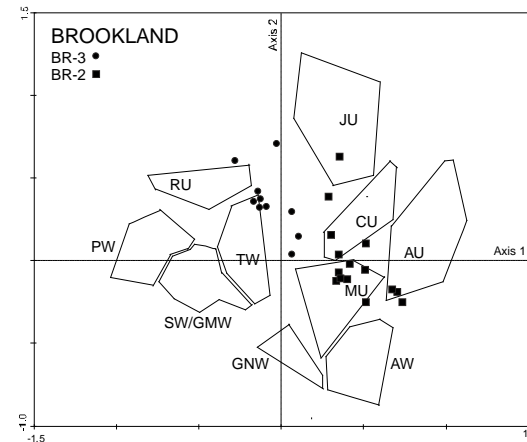 1.5
BROOKLAND
BR-3
BR-2
Axis 2
JU
RU
CU
PW
TW
AU
Axis 1
MU
SW/GMW
GNW
AW
-1.0
-1.5
1